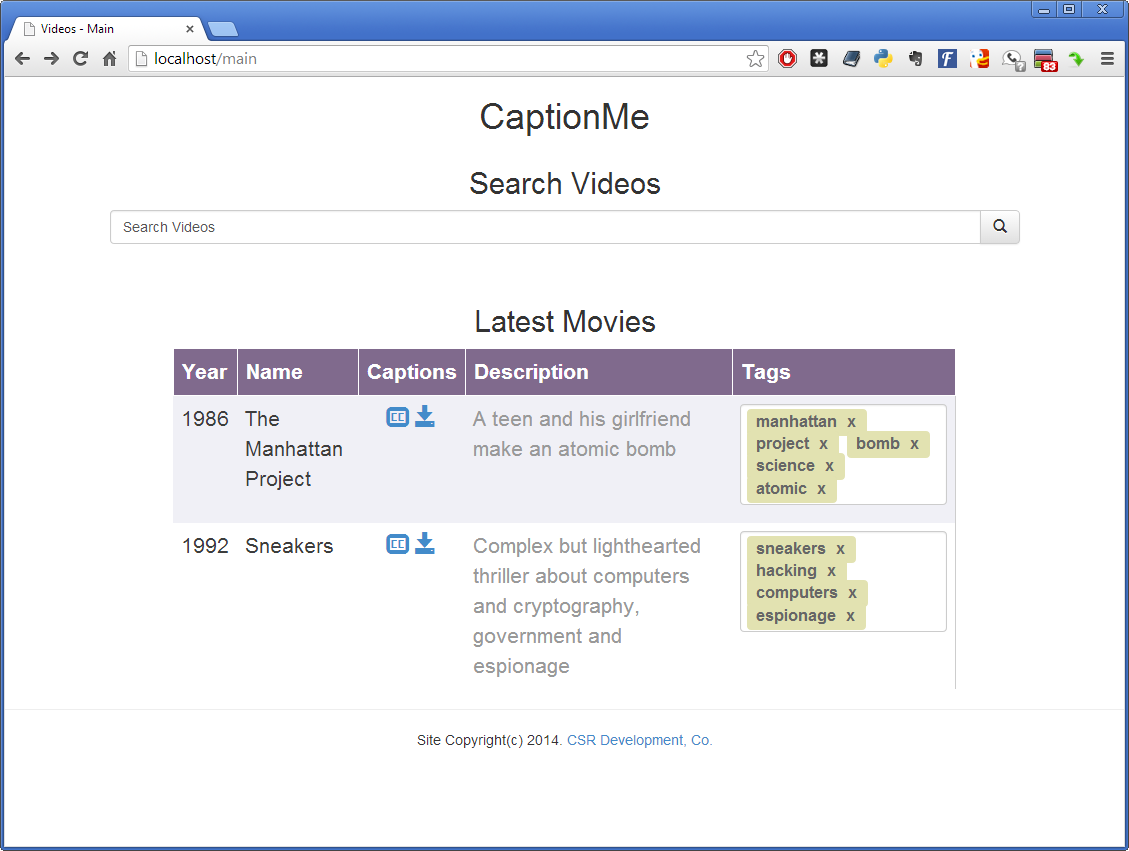 Videos - Main x
localhost/main
F
?
83
CaptionMe
Search Videos
Search Videos
Latest Movies
Year Name Captions Description Tags
1986 The Manhattan Project CC A teen and his girlfriend make an atomic bomb
manhattan x
project x bomb x
science x
atomic x
1992 Sneakers CC Complex but lighthearted thriller about computers and cryptography, government and espionage
sneakers x
hacking x
computers x
espionage x
Site Copyright(c) 2014. CSR Development, Co.